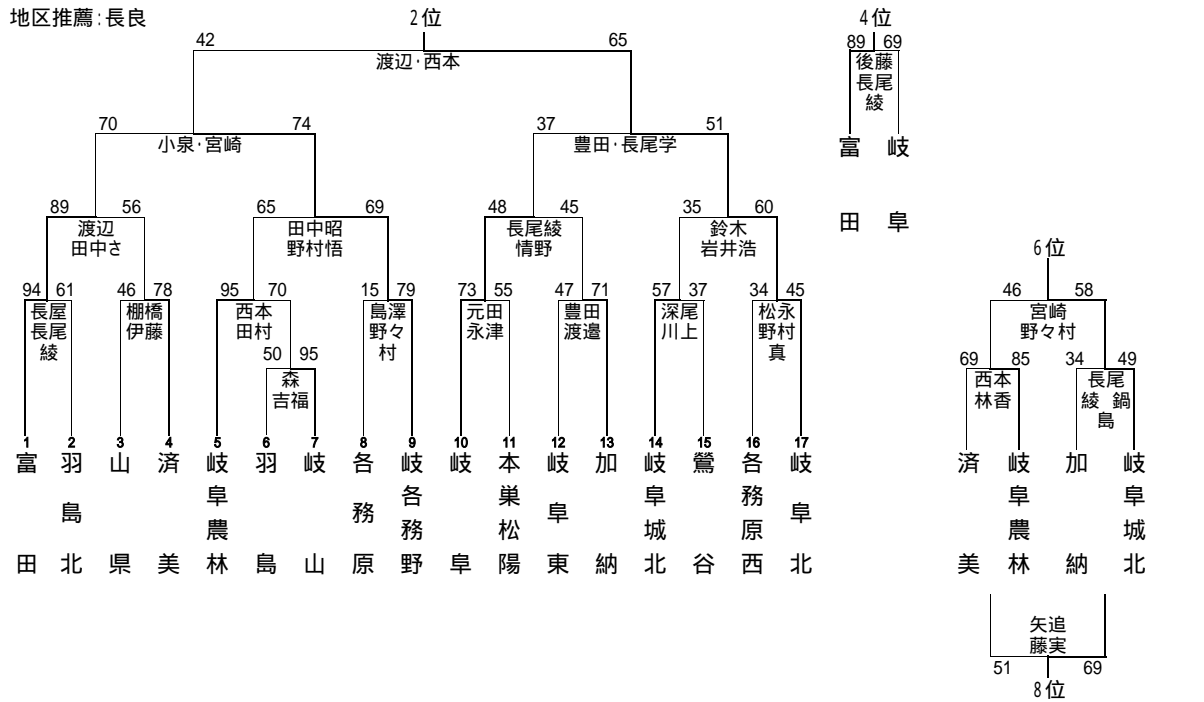 地区推薦:長良
2位
42 65
渡辺・西本
70 74
小泉・宮崎
37 51
豊田・長尾学
89 56
渡辺
田中さ
65 69
田中昭
野村悟
48 45
長尾綾
情野
35 60
鈴木
岩井浩
94 61
長屋
長尾
綾
46 78
棚橋
伊藤
95 70
西本
田村
50 95
森
吉福
15 79
島澤
野々
村
73 55
元田
永津
47 71
豊田
渡邉
57 37
深尾
川上
34 45
松永
野村
真
1 富田
2 羽島北
3 山県
4 済美
5 岐阜農林
6 羽島
7 岐山
8 各務原
9 岐各務野
10 岐阜
11 本巣松陽
12 岐阜東
13 加納
14 岐阜城北
15 鶯谷
16 各務原西
17 岐阜北
4位
89 69
後藤
長尾
綾
富田
岐阜
6位
46 58
宮崎
野々村
69 85
西本
林香
34 49
長尾
綾 鍋
島
済美
岐阜農林
加納
岐阜城北
矢追
藤実
51 69
8位